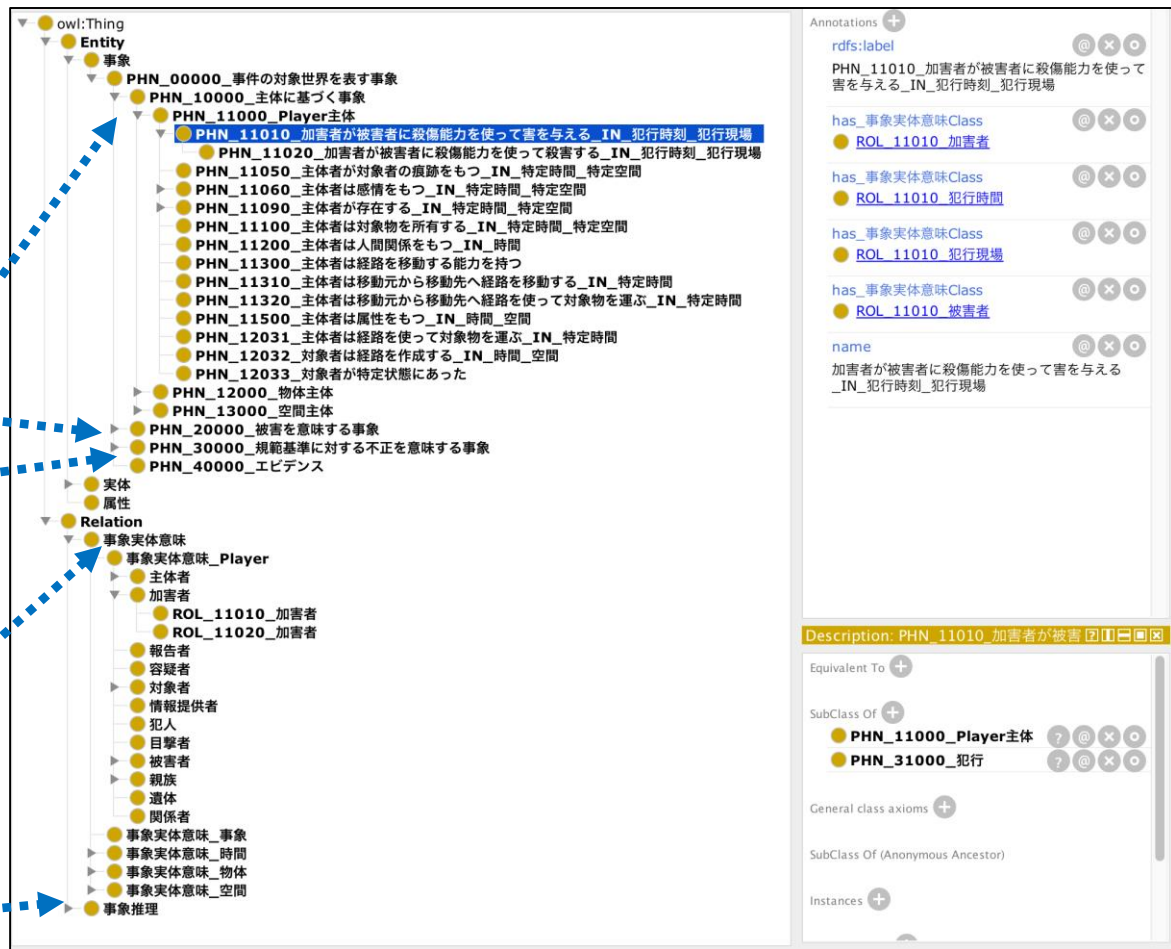 owl:Thing
Entity
事象
PHN_00000_事件の対象世界を表す事象
PHN_10000_主体に基づく事象
PHN_11000_Player主体
PHN_11010_加害者が被害者に殺傷能力を使って害を与える_IN_犯行時刻_犯行現場
PHN_11020_加害者が被害者に殺傷能力を使って殺害する_IN_犯行時刻_犯行現場
PHN_11050_主体者が対象者の痕跡をもつ_IN_特定時間_特定空間
PHN_11060_主体者は感情をもつ_IN_特定時間_特定空間
PHN_11090_主体者が存在する_IN_特定時間_特定空間
PHN_11100_主体者は対象物を所有する_IN_特定時間_特定空間
PHN_11200_主体者は人間関係をもつ_IN_時間
PHN_11300_主体者は経路を移動する能力を持つ
PHN_11310_主体者は移動元から移動先へ経路を移動する_IN_特定時間
PHN_11320_主体者は移動元から移動先へ経路を使って対象物を運ぶ_IN_特定時間
PHN_11500_主体者は属性をもつ_IN_時間_空間
PHN_12031_主体者は経路を使って対象物を運ぶ_IN_特定時間
PHN_12032_対象者は経路を作成する_IN_時間_空間
PHN_12033_対象者が特定状態にあった
PHN_12000_物体主体
PHN_13000_空間主体
PHN_20000_被害を意味する事象
PHN_30000_規範基準に対する不正を意味する事象
PHN_40000_エビデンス
実体
属性
Relation
事象実体意味
事象実体意味_Player
主体者
加害者
ROL_11010_加害者
ROL_11020_加害者
報告者
容疑者
対象者
情報提供者
犯人
目撃者
被害者
親族
遺体
関係者
事象実体意味_事象
事象実体意味_時間
事象実体意味_物体
事象実体意味_空間
事象推理
Annotations
rdfs:label
PHN_11010_加害者が被害者に殺傷能力を使って
害を与える_IN_犯行時刻_犯行現場
has_事象実体意味Class
ROL_11010_加害者
has_事象実体意味Class
ROL_11010_犯行時間
has_事象実体意味Class
ROL_11010_犯行現場
has_事象実体意味Class
ROL_11010_被害者
name
加害者が被害者に殺傷能力を使って害を与える
_IN_犯行時刻_犯行現場
Description: PHN_11010_加害者が被害
Equivalent To
SubClass Of
PHN_11000_Player主体
PHN_31000_犯行
General class axioms
SubClass Of (Anonymous Ancestor)
Instances